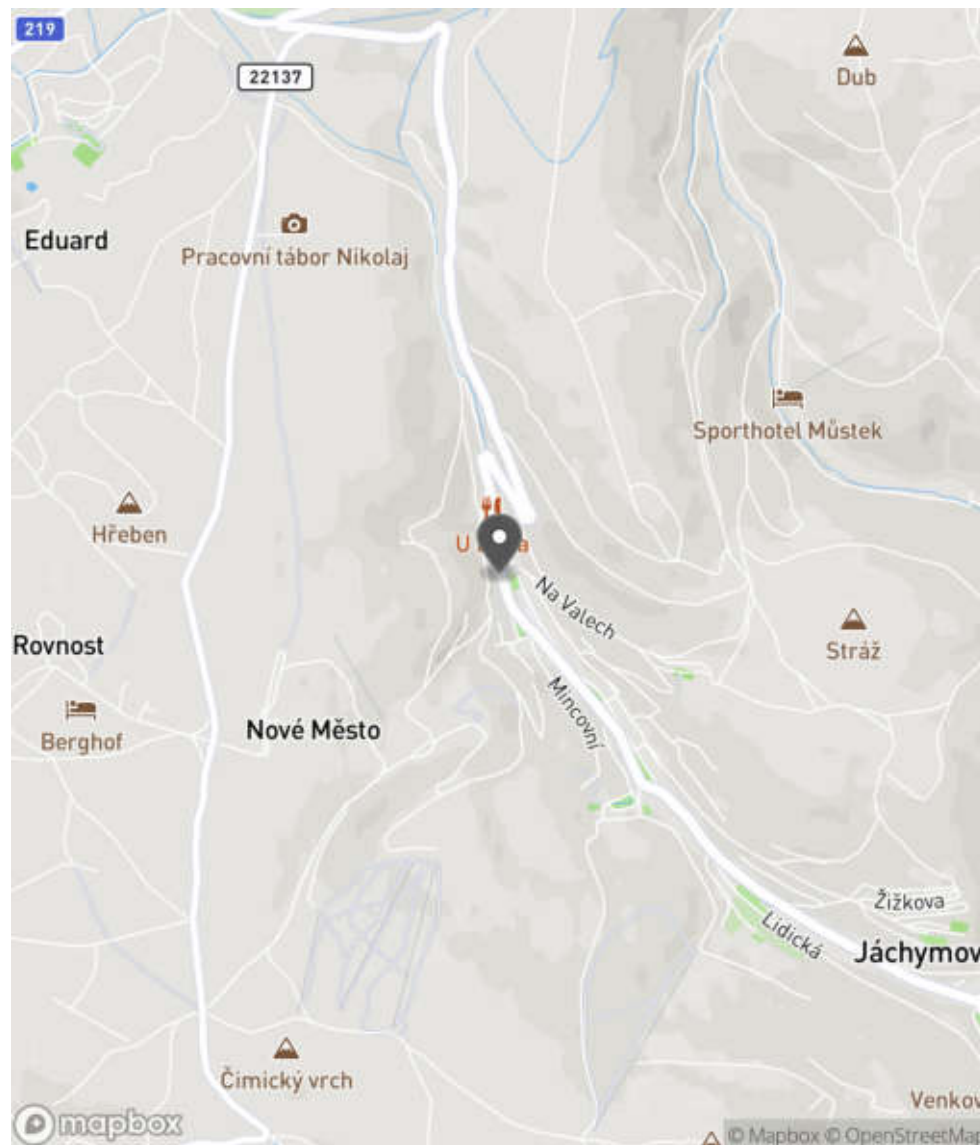 219
22137
Dub
Eduard
Pracovní tábor Nikolaj
Sporthotel Můstek
Hřeben
U
Na Valech
Rovnost
Stráž
Mincovní
Berghof
Nové Město
Žižkova
Lidická
Jáchymov
Čimický vrch
Venkov
mapbox
© Mapbox © OpenStreetMap